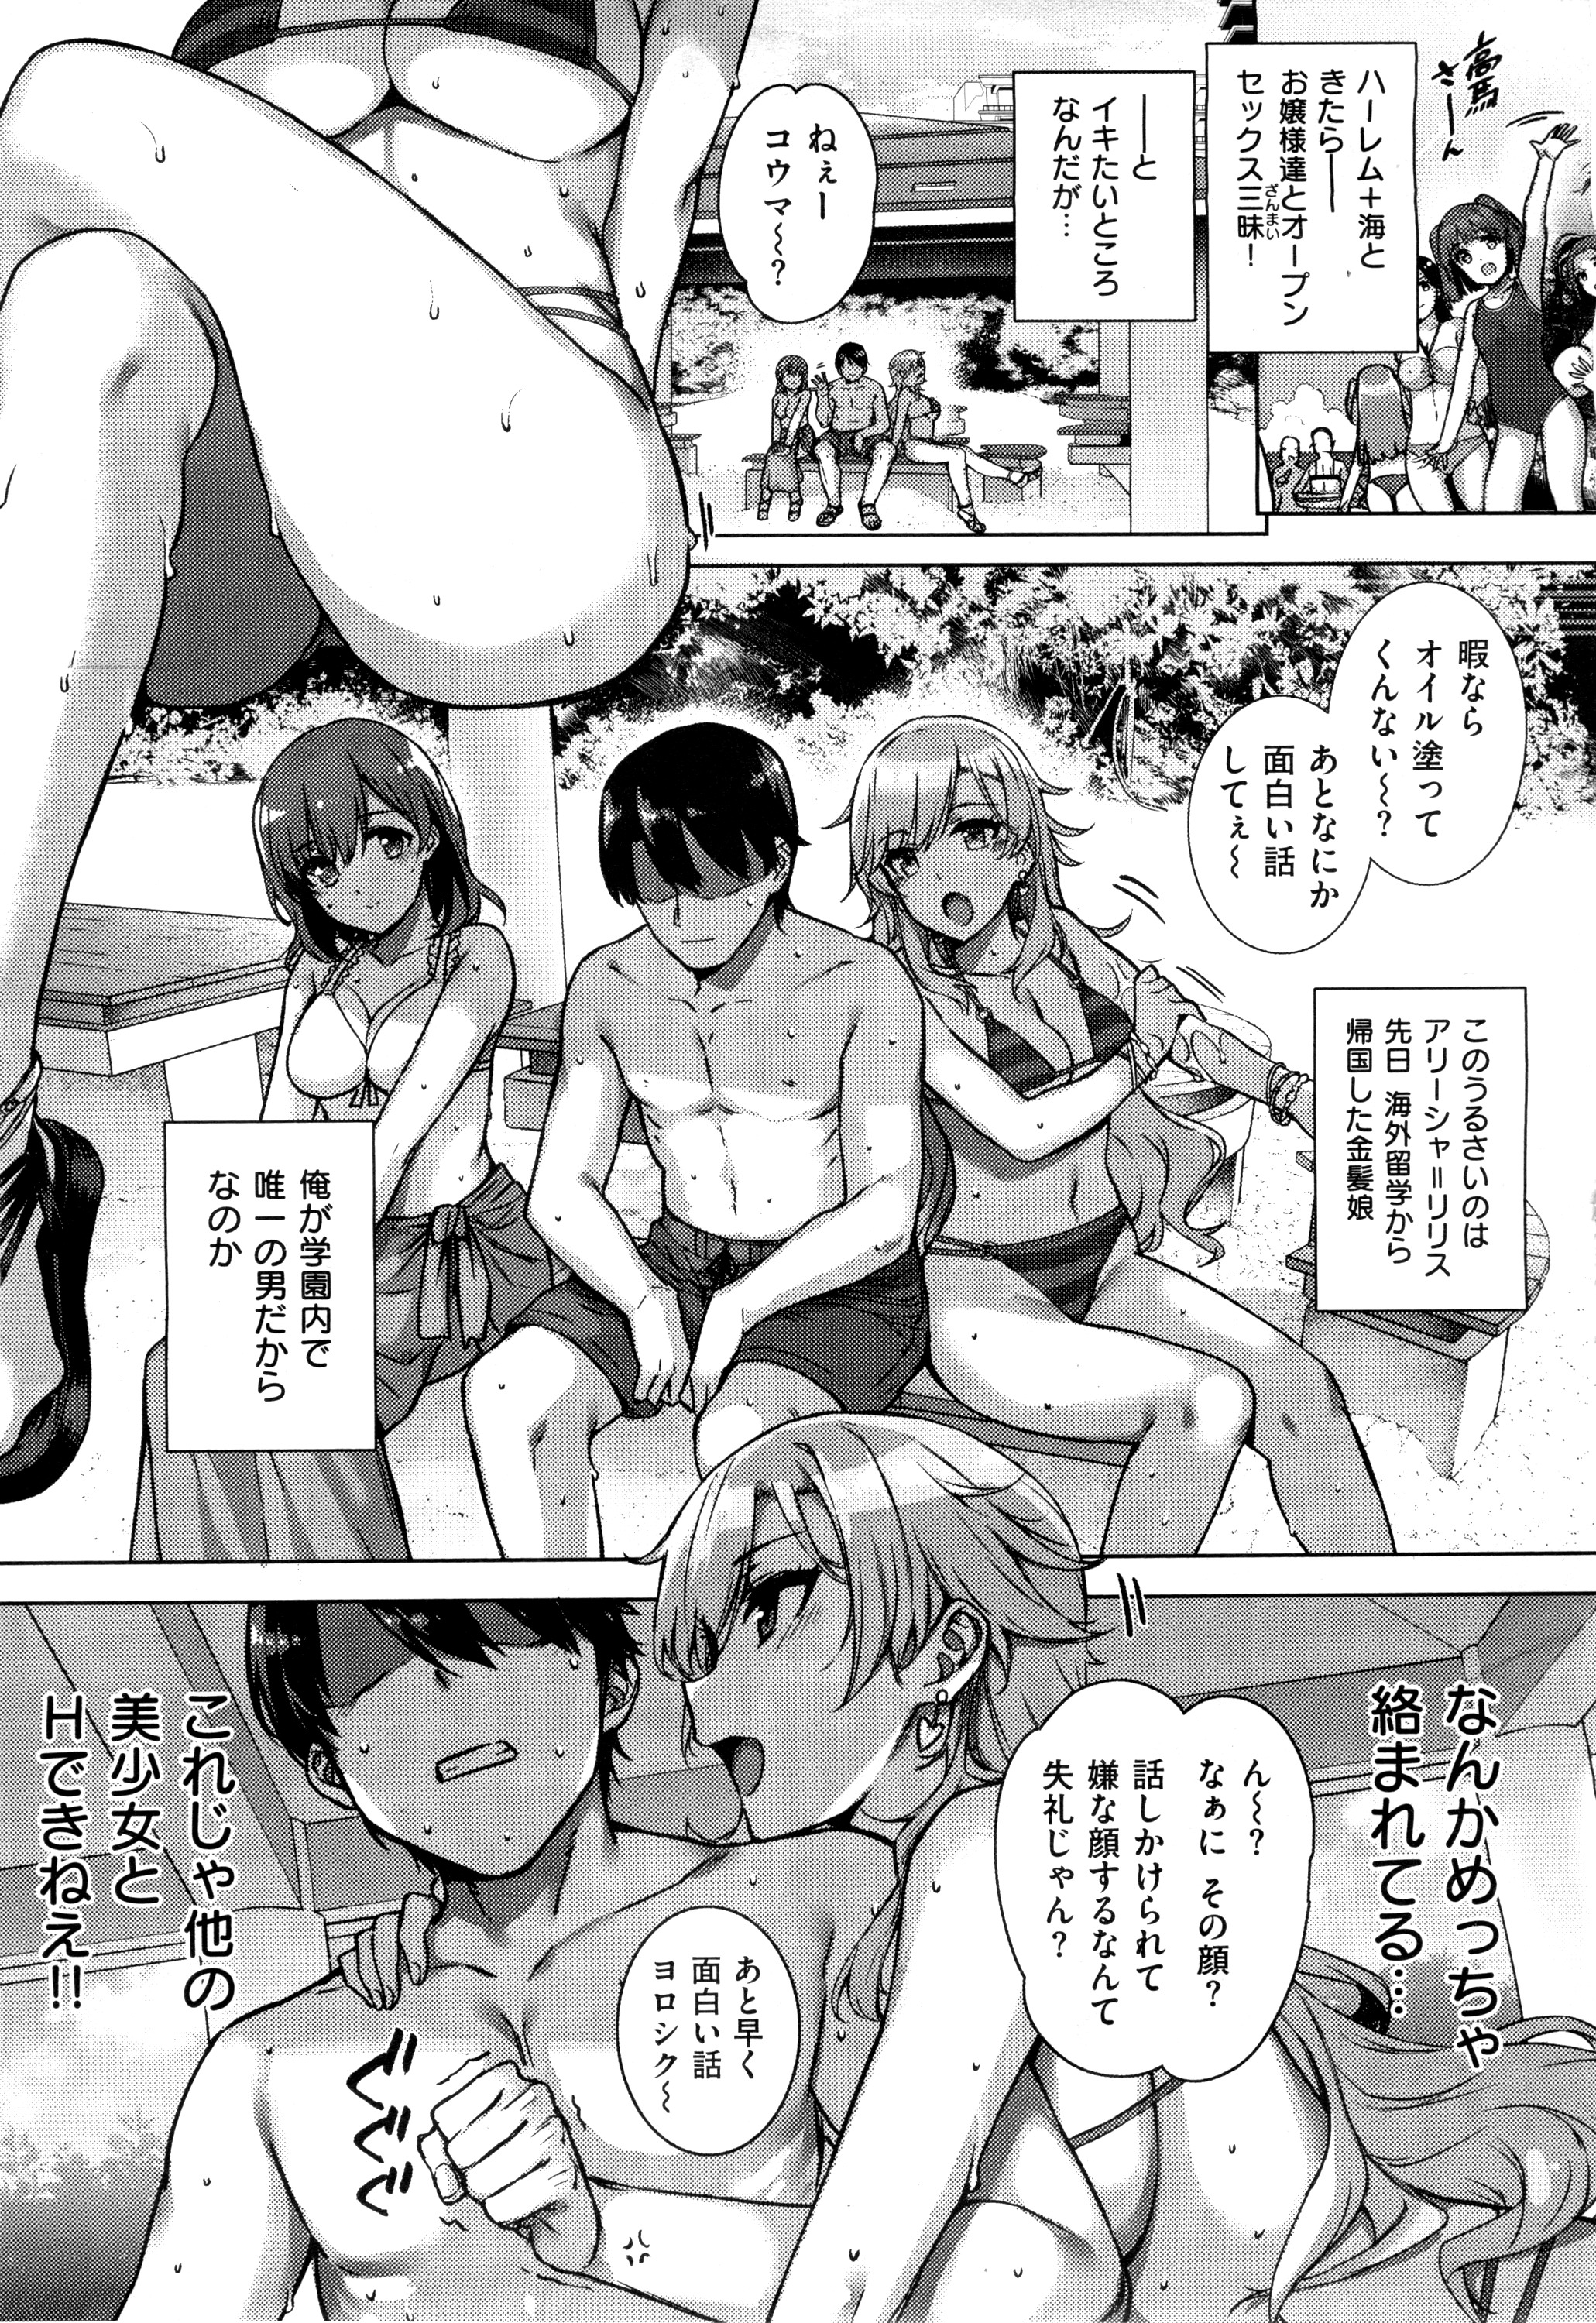 高馬
さーん
ハーレム+海と
きたら――
お嬢様達とオープン
セックス三昧！
ざんまい
――と
イキたいところ
なんだが…
ねぇー
コウマ～？
暇なら
オイル塗って
くんない～？
あとなにか
面白い話
してぇ～
このうるさいのは
アリーシャ＝リリス
先日 海外留学から
帰国した金髪娘
俺が学園内で
唯一の男だから
なのか
なんかめっちゃ
絡まれてる…
ん～？
なぁに その顔？
話しかけられて
嫌な顔するなんて
失礼じゃん？
あと早く
面白い話
ヨロシク～
これじゃ他の
美少女と
Hできねえ!!